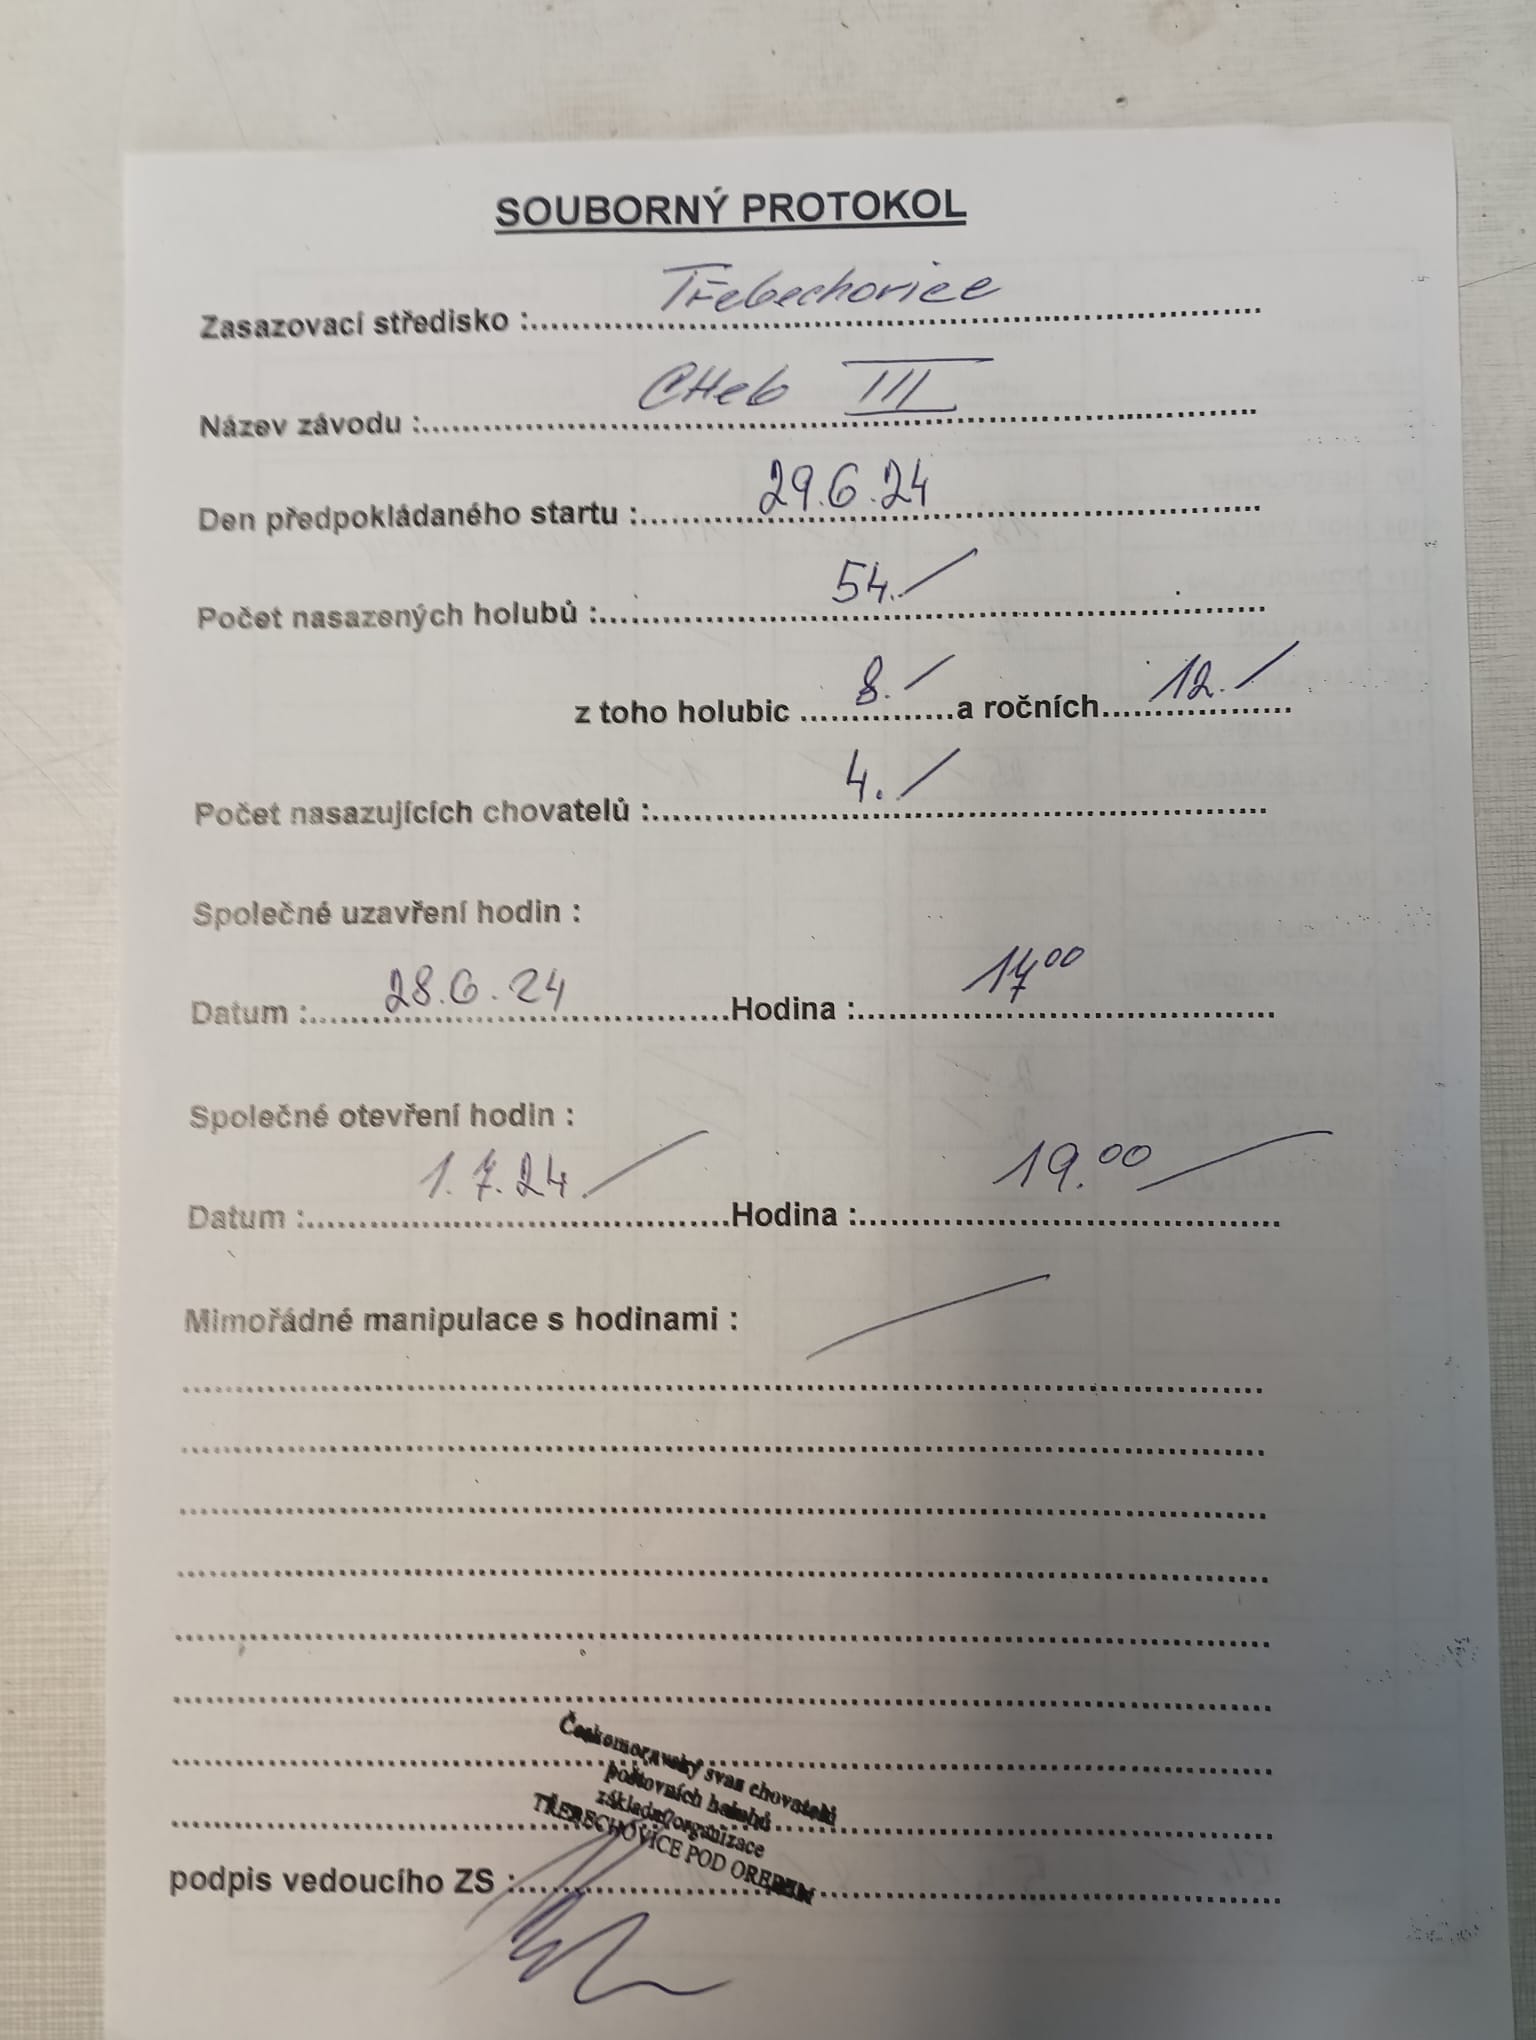 SOUBORNÝ PROTOKOL
Zasazovací středisko :.......... Třebechovice
Název závodu :.......... CHeb III
Den předpokládaného startu :.......... 29.6.24
Počet nasazených holubů :.......... 54.
z toho holubic .......... 8. a ročních.......... 12.
Počet nasazujících chovatelů :.......... 4.
Společné uzavření hodin :
Datum :.......... 28.6.24 Hodina :.......... 17 00
Společné otevření hodin :
Datum :.......... 1.7.24 Hodina :.......... 19.00
Mimořádné manipulace s hodinami :
Českomoravský svaz chovatelů
poštovních holubů
základní organizace
TŘEBECHOVICE POD OREBEM
podpis vedoucího ZS :..........